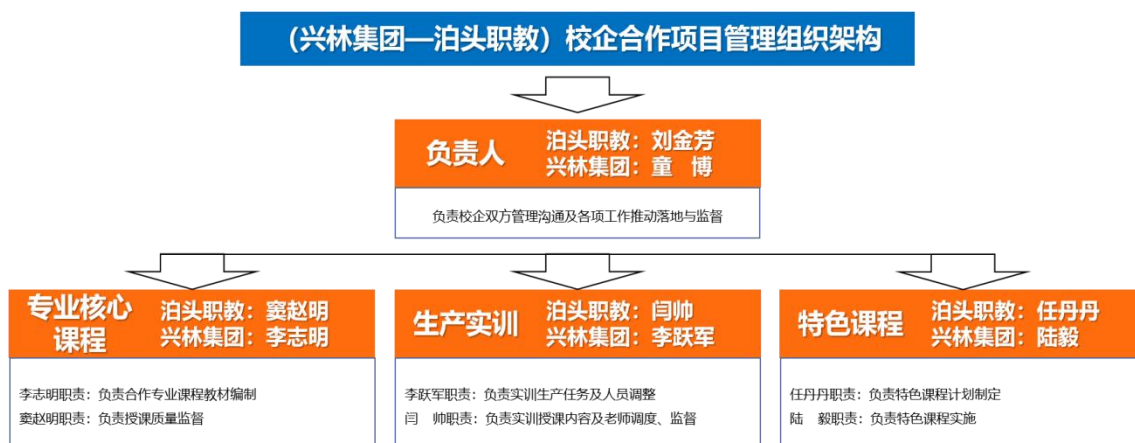 （兴林集团—泊头职教）校企合作项目管理组织架构
负责人
泊头职教：刘金芳
兴林集团：童　博
负责校企双方管理沟通及各项工作推动落地与监督
专业核心
课程
泊头职教：窦赵明
兴林集团：李志明
李志明职责：负责合作专业课程教材编制
窦赵明职责：负责授课质量监督
生产实训
泊头职教：闫帅
兴林集团：李跃军
李跃军职责：负责实训生产任务及人员调整
闫　帅职责：负责实训授课内容及老师调度、监督
特色课程
泊头职教：任丹丹
兴林集团：陆毅
任丹丹职责：负责特色课程计划制定
陆　毅职责：负责特色课程实施